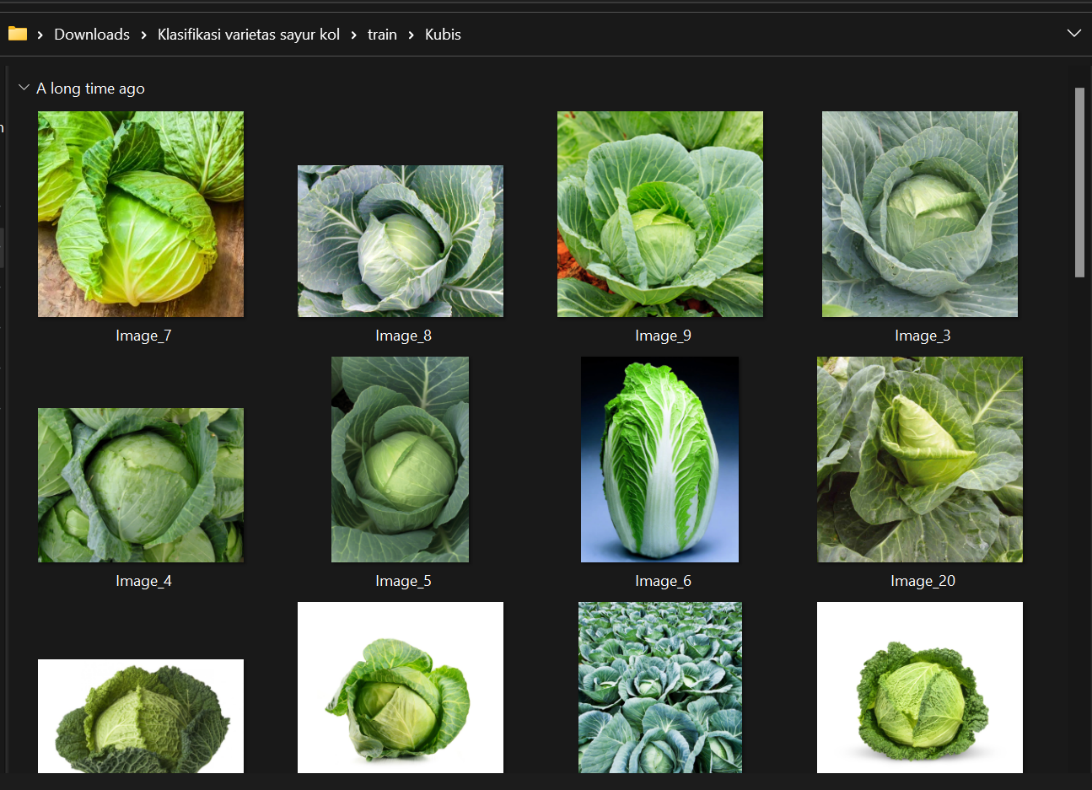 Downloads > Klasifikasi varietas sayur kol > train > Kubis
A long time ago
Image_7
Image_8
Image_9
Image_3
Image_4
Image_5
Image_6
Image_20